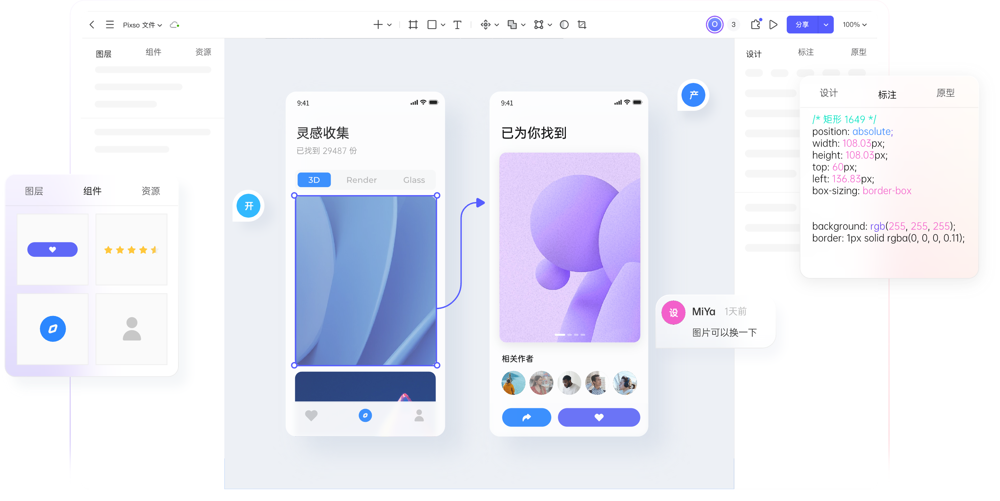 Pixso 文件
O
3
分享
100%
图层 组件 资源
设计 标注 原型
图层 组件 资源
开
9:41
灵感收集
已找到 29487 份
3D Render Glass
9:41
已为你找到
相关作者
产
设计 标注 原型
/* 矩形 1649 */
position: absolute;
width: 108.03px;
height: 108.03px;
top: 60px;
left: 136.83px;
box-sizing: border-box
background: rgb(255, 255, 255);
border: 1px solid rgba(0, 0, 0, 0.11);
设 MiYa 1天前
图片可以换一下